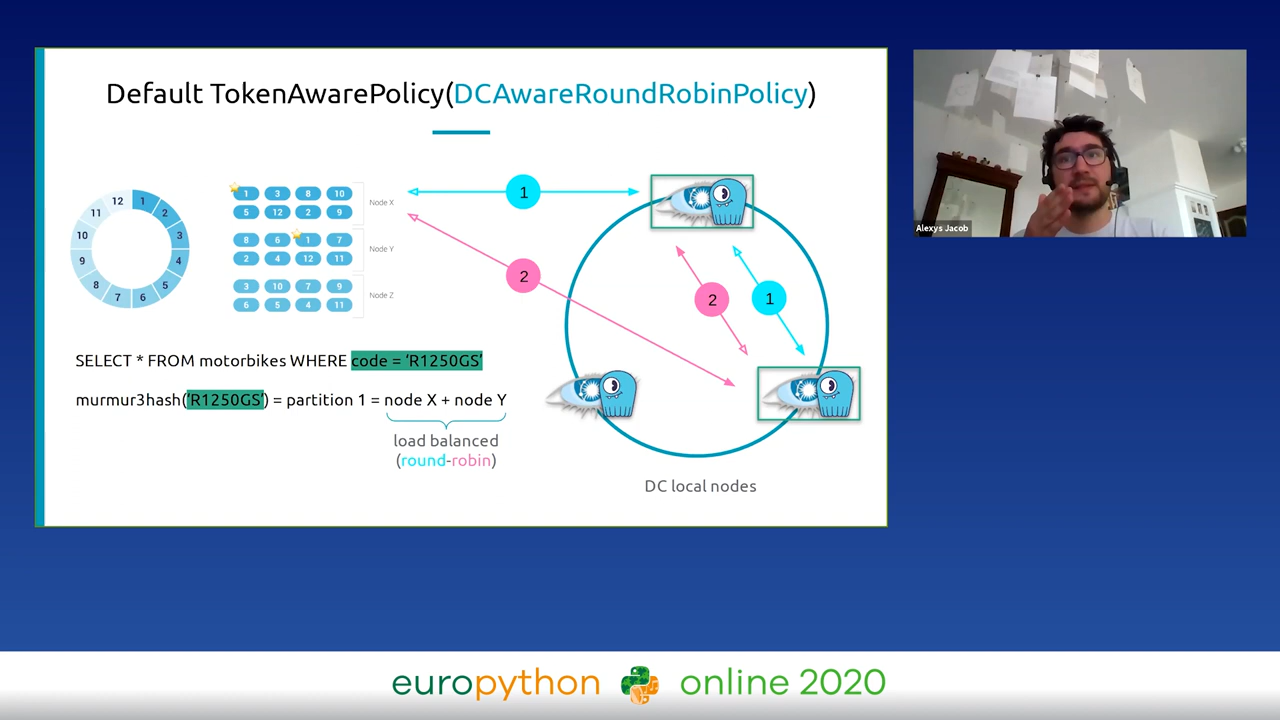 Default TokenAwarePolicy(DCAwareRoundRobinPolicy)
12 1
11 2
10 3
9 4
8 5
7 6
1 3 8 10
5 12 2 9
Node X
8 6 1 7
2 4 12 11
Node Y
3 10 7 9
6 5 4 11
Node Z
1
2
2
1
SELECT * FROM motorbikes WHERE code = ‘R1250GS’
murmur3hash(‘R1250GS’) = partition 1 = node X + node Y
load balanced
(round-robin)
DC local nodes
Alexys Jacob
europython online 2020